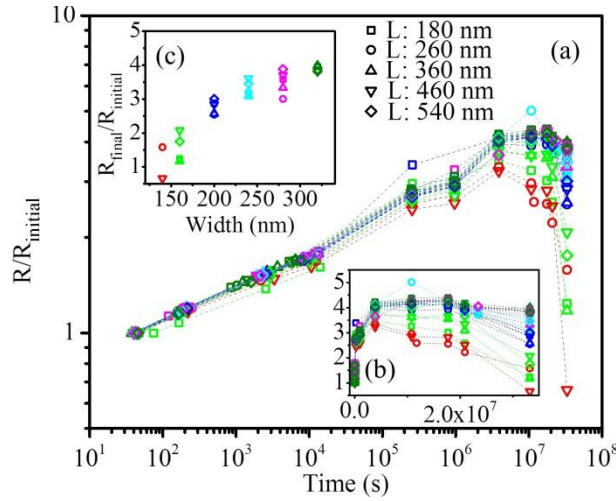 10
1
R/R_initial
(a)
L: 180 nm
L: 260 nm
L: 360 nm
L: 460 nm
L: 540 nm
(c)
5
4
3
2
1
R_final/R_initial
150 200 250 300
Width (nm)
5
4
3
2
1
(b)
0.0 2.0x10^7
10^1 10^2 10^3 10^4 10^5 10^6 10^7 10^8
Time (s)